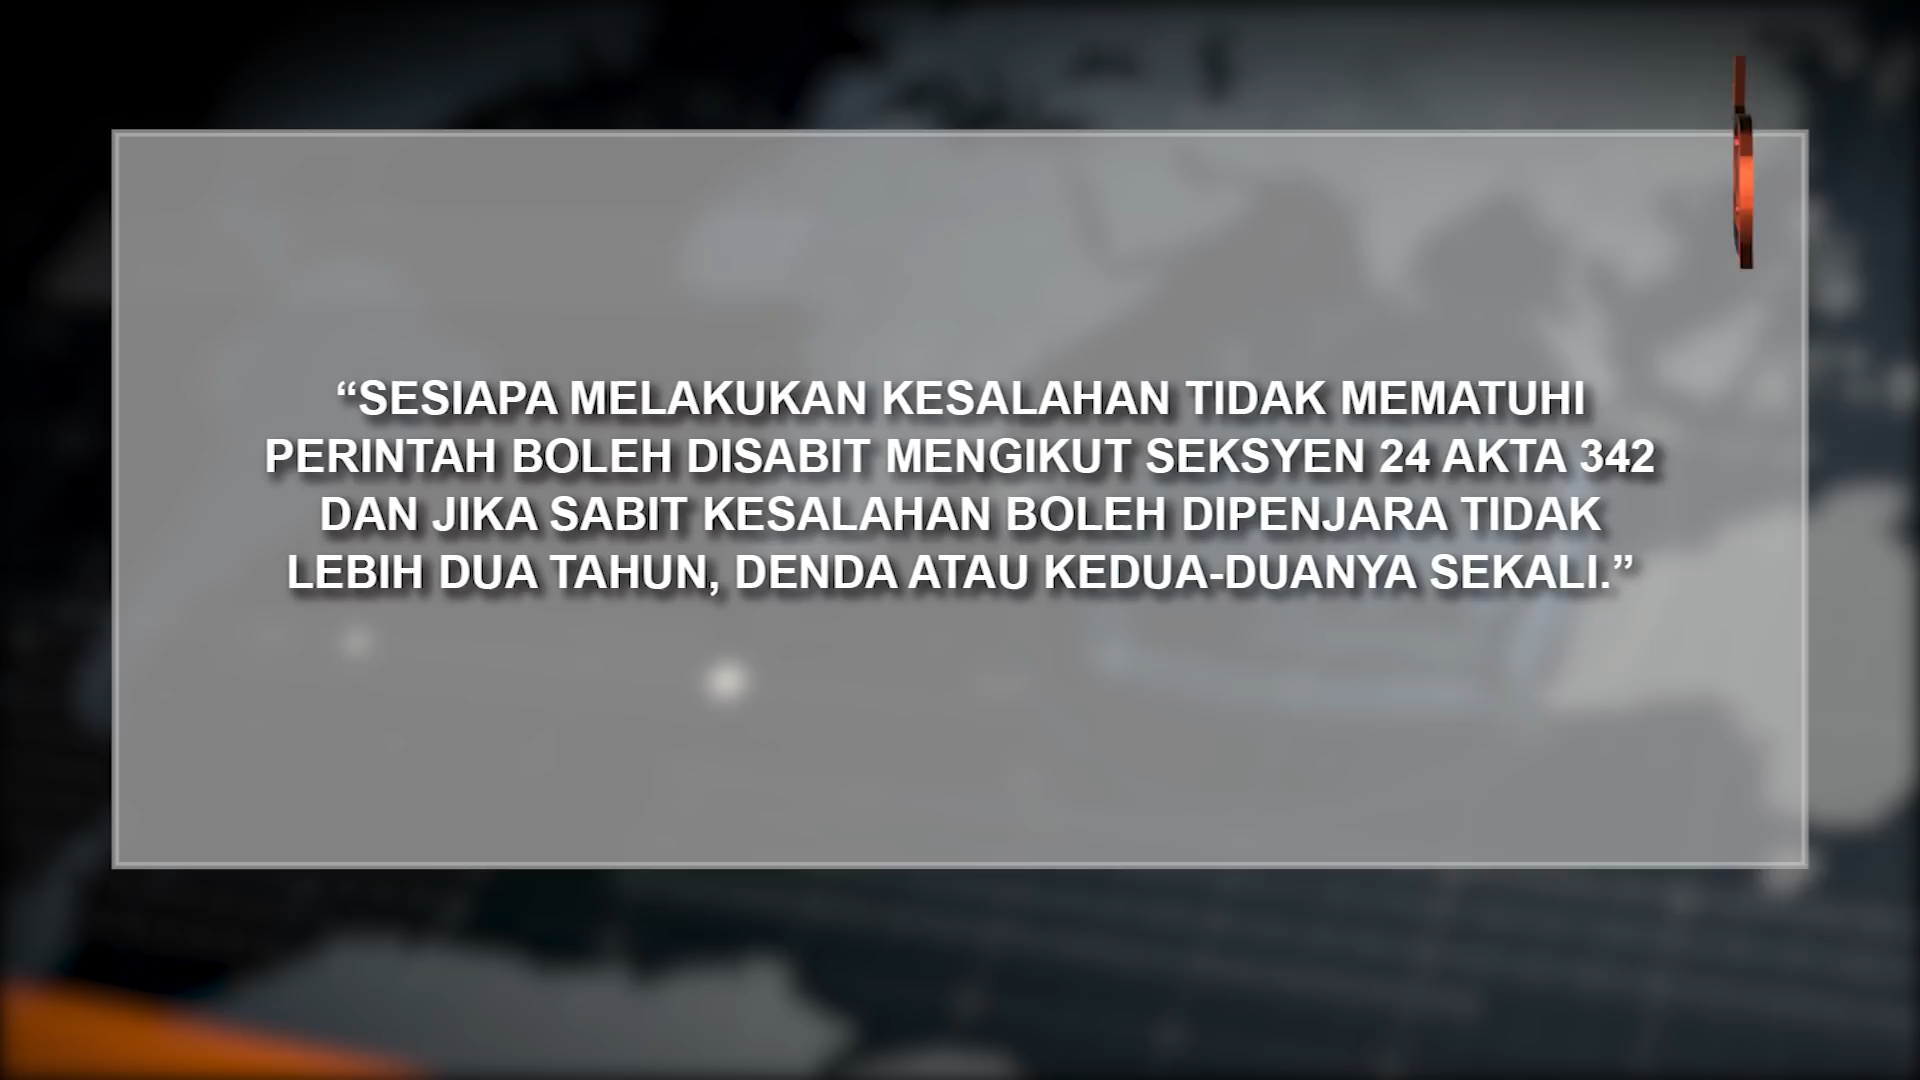 “SESIAPA MELAKUKAN KESALAHAN TIDAK MEMATUHI
PERINTAH BOLEH DISABIT MENGIKUT SEKSYEN 24 AKTA 342
DAN JIKA SABIT KESALAHAN BOLEH DIPENJARA TIDAK
LEBIH DUA TAHUN, DENDA ATAU KEDUA-DUANYA SEKALI.”